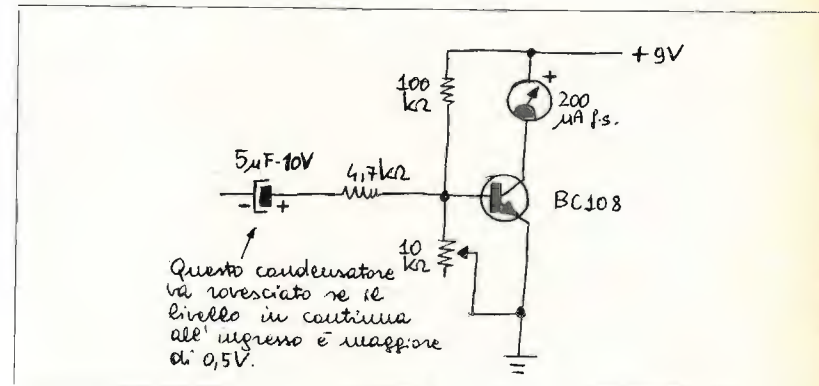 +9V
100
kΩ
+
200
µA f.s.
5µF-10V
4,7kΩ
- +
BC108
10
kΩ
Questo condensatore
va rovesciato se il
livello in continua
all'ingresso è maggiore
di 0,5V.